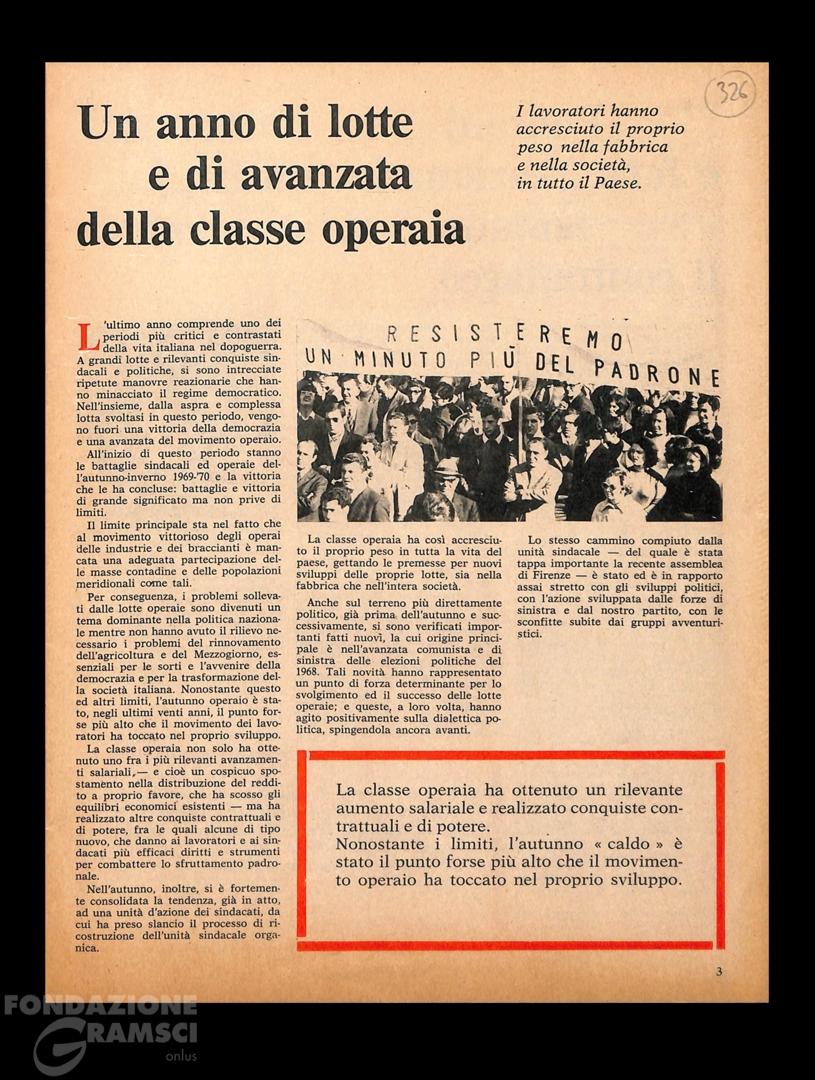 326
Un anno di lotte
e di avanzata
della classe operaia
I lavoratori hanno
accresciuto il proprio
peso nella fabbrica
e nella società,
in tutto il Paese.
L'ultimo anno comprende uno dei
periodi più critici e contrastati
della vita italiana nel dopoguerra.
A grandi lotte e rilevanti conquiste sin-
dacali e politiche, si sono intrecciate
ripetute manovre reazionarie che han-
no minacciato il regime democratico.
Nell'insieme, dalla aspra e complessa
lotta svoltasi in questo periodo, vengo-
no fuori una vittoria della democrazia
e una avanzata del movimento operaio.
All'inizio di questo periodo stanno
le battaglie sindacali ed operaie del-
l'autunno-inverno 1969-70 e la vittoria
che le ha concluse: battaglie e vittoria
di grande significato ma non prive di
limiti.
Il limite principale sta nel fatto che
al movimento vittorioso degli operai
delle industrie e dei braccianti è man-
cata una adeguata partecipazione del-
le masse contadine e delle popolazioni
meridionali come tali.
Per conseguenza, i problemi solleva-
ti dalle lotte operaie sono divenuti un
tema dominante nella politica naziona-
le mentre non hanno avuto il rilievo ne-
cessario i problemi del rinnovamento
dell'agricoltura e del Mezzogiorno, es-
senziali per le sorti e l'avvenire della
democrazia e per la trasformazione del-
la società italiana. Nonostante questo
ed altri limiti, l'autunno operaio è sta-
to, negli ultimi venti anni, il punto for-
se più alto che il movimento dei lavo-
ratori ha toccato nel proprio sviluppo.
La classe operaia non solo ha otte-
nuto uno fra i più rilevanti avanzamen-
ti salariali, — e cioè un cospicuo spo-
stamento nella distribuzione del reddi-
to a proprio favore, che ha scosso gli
equilibri economici esistenti — ma ha
realizzato altre conquiste contrattuali e
di potere, fra le quali alcune di tipo
nuovo, che danno ai lavoratori e ai sin-
dacati più efficaci diritti e strumenti
per combattere lo sfruttamento padro-
nale.
Nell'autunno, inoltre, si è fortemen-
te consolidata la tendenza, già in atto,
ad una unità d'azione dei sindacati, da
cui ha preso slancio il processo di ri-
costruzione dell'unità sindacale orga-
nica.
RESISTEREMO
UN MINUTO PIÙ DEL PADRONE
La classe operaia ha così accresciu-
to il proprio peso in tutta la vita del
paese, gettando le premesse per nuovi
sviluppi delle proprie lotte, sia nella
fabbrica che nell'intera società.
Anche sul terreno più direttamente
politico, già prima dell'autunno e suc-
cessivamente, si sono verificati impor-
tanti fatti nuovi, la cui origine princi-
pale è nell'avanzata comunista e di
sinistra delle elezioni politiche del
1968. Tali novità hanno rappresentato
un punto di forza determinante per lo
svolgimento ed il successo delle lotte
operaie; e queste, a loro volta, hanno
agito positivamente sulla dialettica po-
litica, spingendola ancora avanti.
Lo stesso cammino compiuto dalla
unità sindacale — del quale è stata
tappa importante la recente assemblea
di Firenze — è stato ed è in rapporto
assai stretto con gli sviluppi politici,
con l'azione sviluppata dalle forze di
sinistra e dal nostro partito, con le
sconfitte subite dai gruppi avventuri-
stici.
La classe operaia ha ottenuto un rilevante
aumento salariale e realizzato conquiste con-
trattuali e di potere.
Nonostante i limiti, l'autunno « caldo » è
stato il punto forse più alto che il movimen-
to operaio ha toccato nel proprio sviluppo.
3
FONDAZIONE
GRAMSCI
onlus